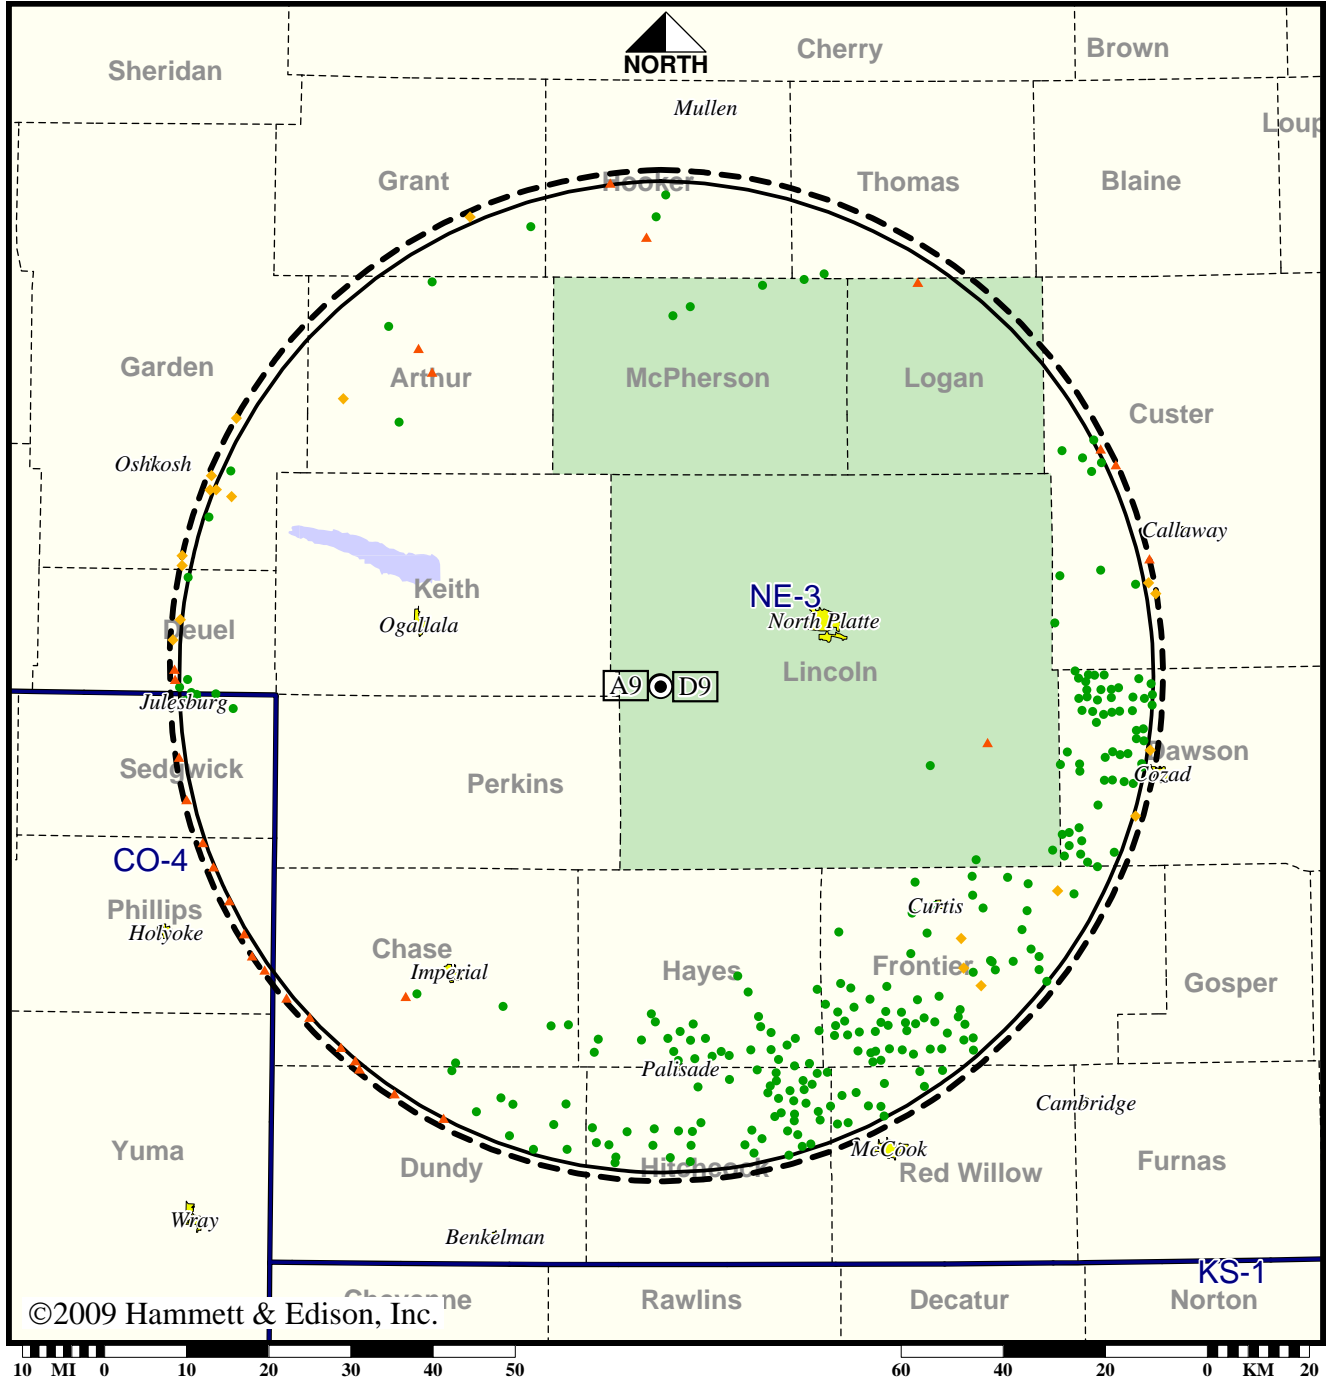 Cherry
Brown
Sheridan
NORTH
Mullen
Loup
Grant
Hooker
Thomas
Blaine
Garden
Arthur
McPherson
Logan
Custer
Oshkosh
Callaway
Keith
NE-3
Ogallala
North Platte
Deuel
Lincoln
A9
D9
Julesburg
Dawson
Sedgwick
Cozad
Perkins
CO-4
Phillips
Curtis
Holyoke
Chase
Imperial
Hayes
Frontier
Gosper
Palisade
Cambridge
Yuma
McCook
Dundy
Hitchcock
Red Willow
Furnas
Wray
Benkelman
KS-1
Cheyenne
Rawlins
Decatur
Norton
©2009 Hammett & Edison, Inc.
10 MI 0 10 20 30 40 50
60 40 20 0 KM 20